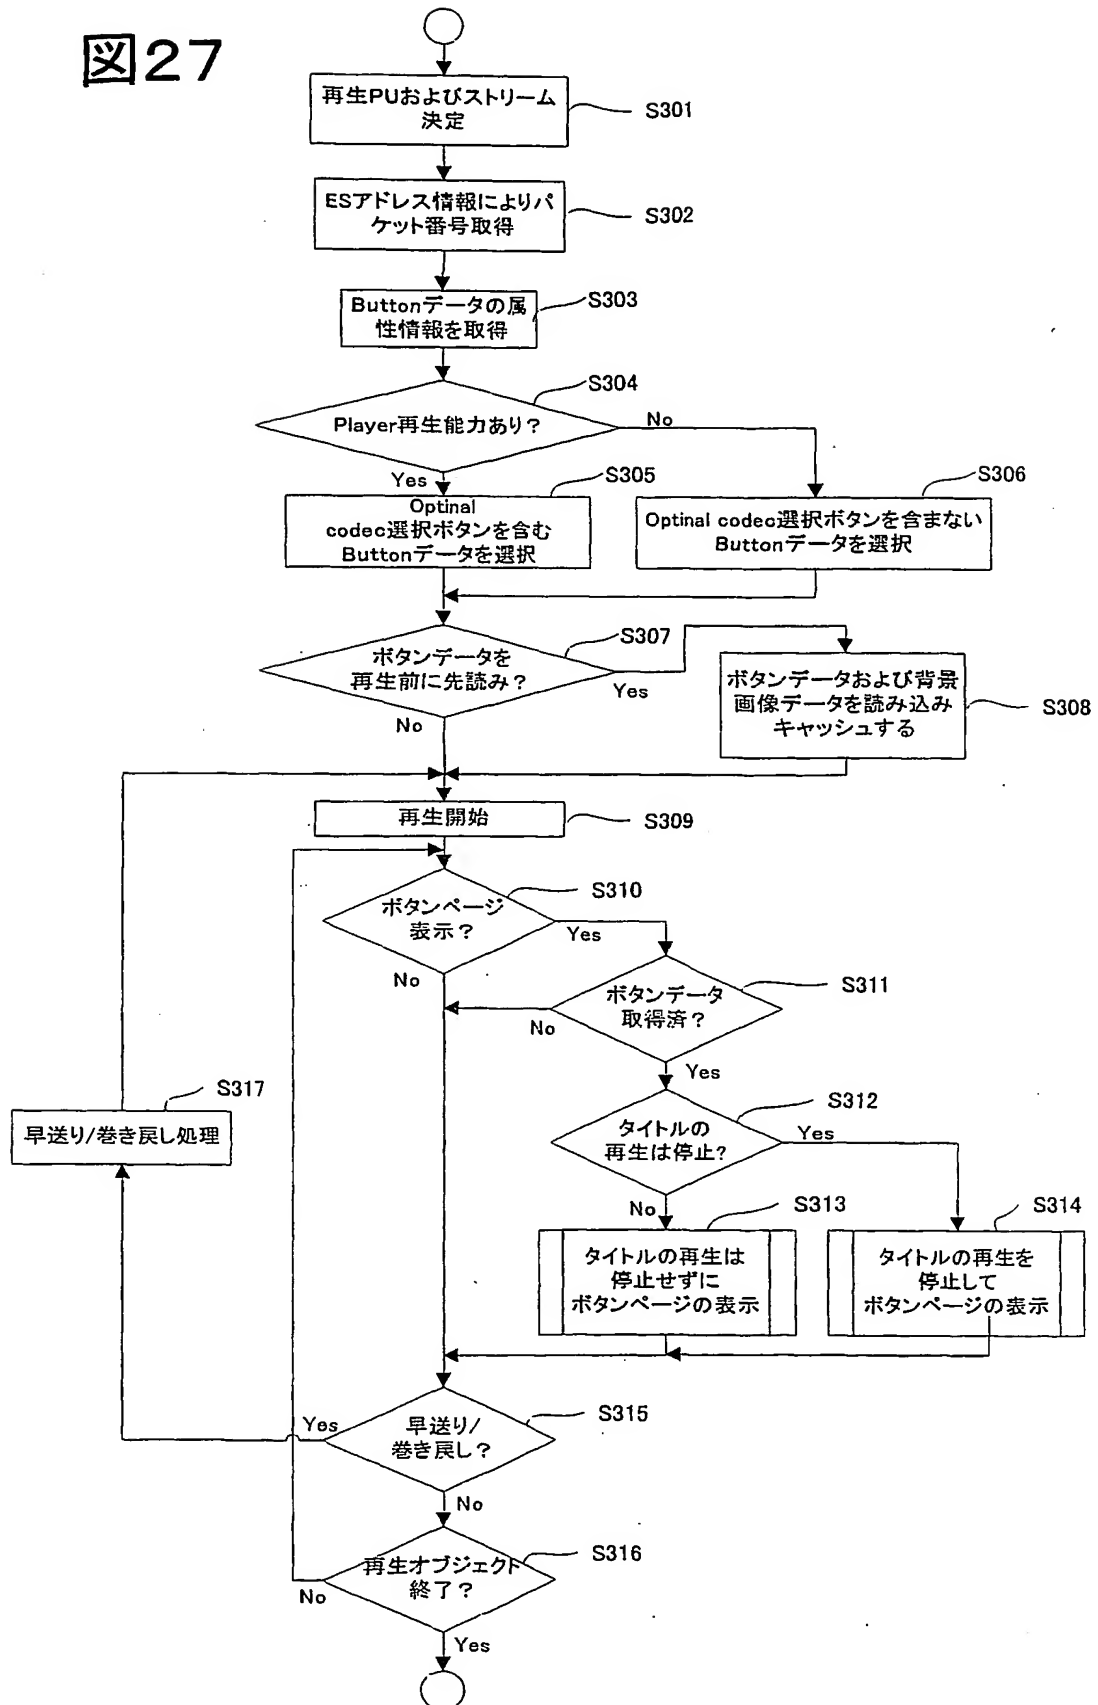 図27
再生PUおよびストリーム
決定
S301
ESアドレス情報によりパ
ケット番号取得
S302
Buttonデータの属
性情報を取得
S303
S304
Player再生能力あり?
No
Yes
S305
Optinal
codec選択ボタンを含む
Buttonデータを選択
S306
Optinal codec選択ボタンを含まない
Buttonデータを選択
S307
ボタンデータを
再生前に先読み?
Yes
No
ボタンデータおよび背景
画像データを読み込み
キャッシュする
S308
再生開始
S309
S310
ボタンページ
表示?
Yes
No
S311
ボタンデータ
取得済?
No
Yes
S317
早送り/巻き戻し処理
S312
タイトルの
再生は停止?
Yes
No
S313
タイトルの再生は
停止せずに
ボタンページの表示
S314
タイトルの再生を
停止して
ボタンページの表示
S315
早送り/
巻き戻し?
Yes
No
S316
再生オブジェクト
終了?
No
Yes